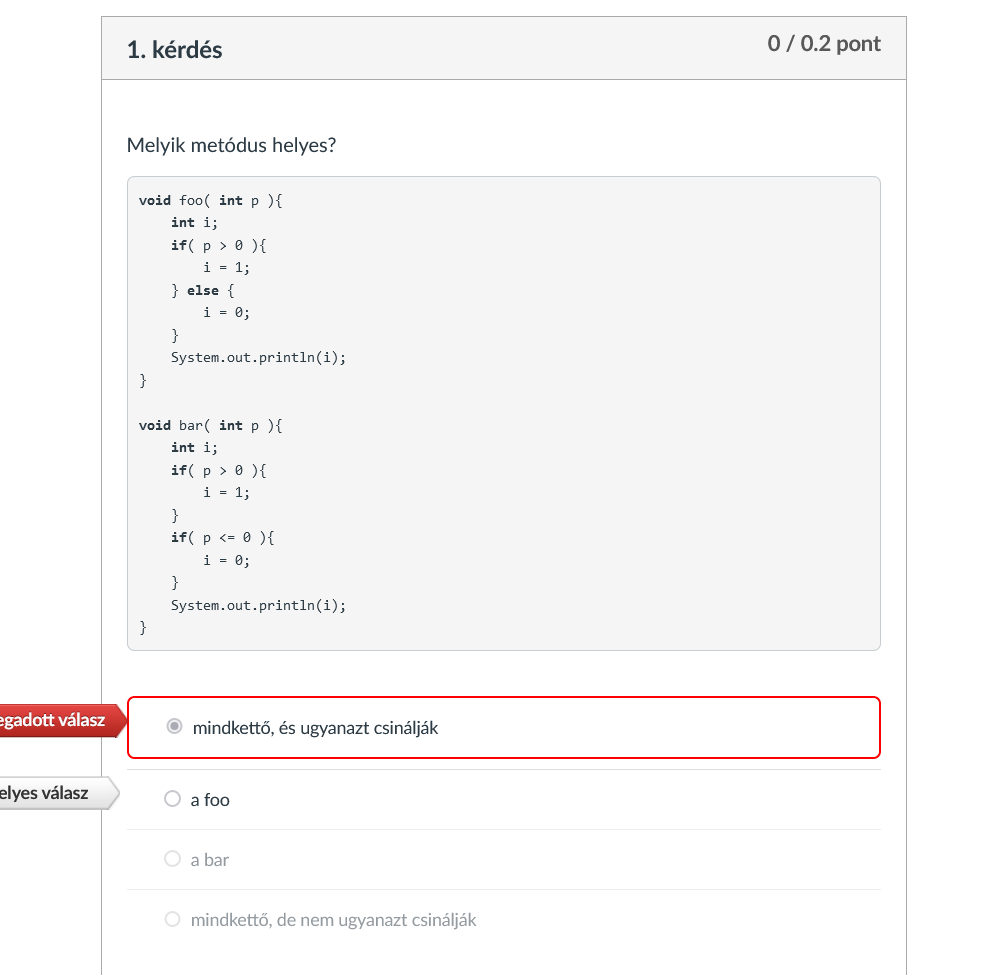 1. kérdés
0 / 0.2 pont
Melyik metódus helyes?
void foo( int p ){
    int i;
    if( p > 0 ){
        i = 1;
    } else {
        i = 0;
    }
    System.out.println(i);
}
void bar( int p ){
    int i;
    if( p > 0 ){
        i = 1;
    }
    if( p <= 0 ){
        i = 0;
    }
    System.out.println(i);
}
egadott válasz
mindkettő, és ugyanazt csinálják
elyes válasz
a foo
a bar
mindkettő, de nem ugyanazt csinálják